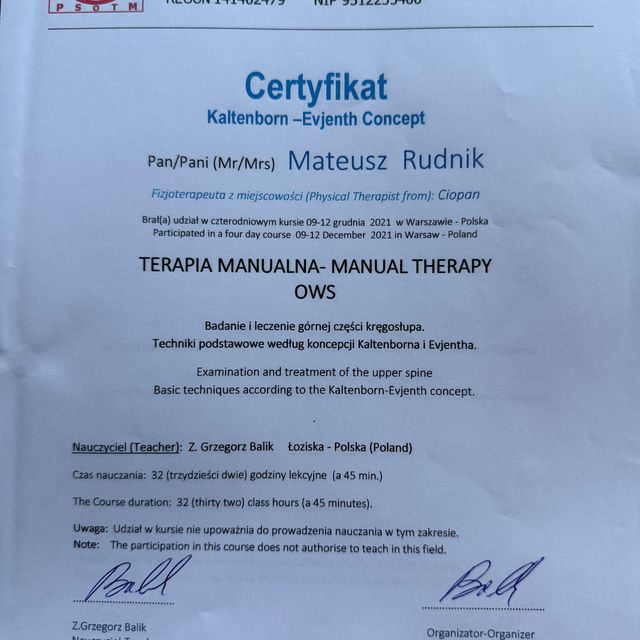 PSOTM
NIP 9512255400
Certyfikat
Kaltenborn –Evjenth Concept
Pan/Pani (Mr/Mrs) Mateusz Rudnik
Fizjoterapeuta z miejscowości (Physical Therapist from): Ciopan
Brał(a) udział w czterodniowym kursie 09-12 grudnia 2021 w Warszawie - Polska
Participated in a four day course 09-12 December 2021 in Warsaw - Poland
TERAPIA MANUALNA- MANUAL THERAPY
OWS
Badanie i leczenie górnej części kręgosłupa.
Techniki podstawowe według koncepcji Kaltenborna i Evjentha.
Examination and treatment of the upper spine
Basic techniques according to the Kaltenborn-Evjenth concept.
.
Nauczyciel (Teacher): Z. Grzegorz Balik Łoziska - Polska (Poland)
Czas nauczania: 32 (trzydzieści dwie) godziny lekcyjne (a 45 min.)
The Course duration: 32 (thirty two) class hours (a 45 minutes).
Uwaga: Udział w kursie nie upoważnia do prowadzenia nauczania w tym zakresie.
Note: The participation in this course does not authorise to teach in this field.
Z.Grzegorz Balik
Organizator-Organizer